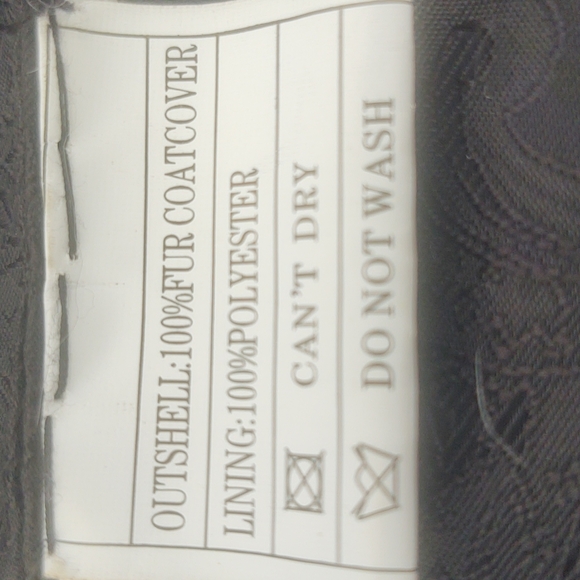 OUTSHELL:100%FUR COATCOVER
LINING:100%POLYESTER
CAN'T DRY
DO NOT WASH